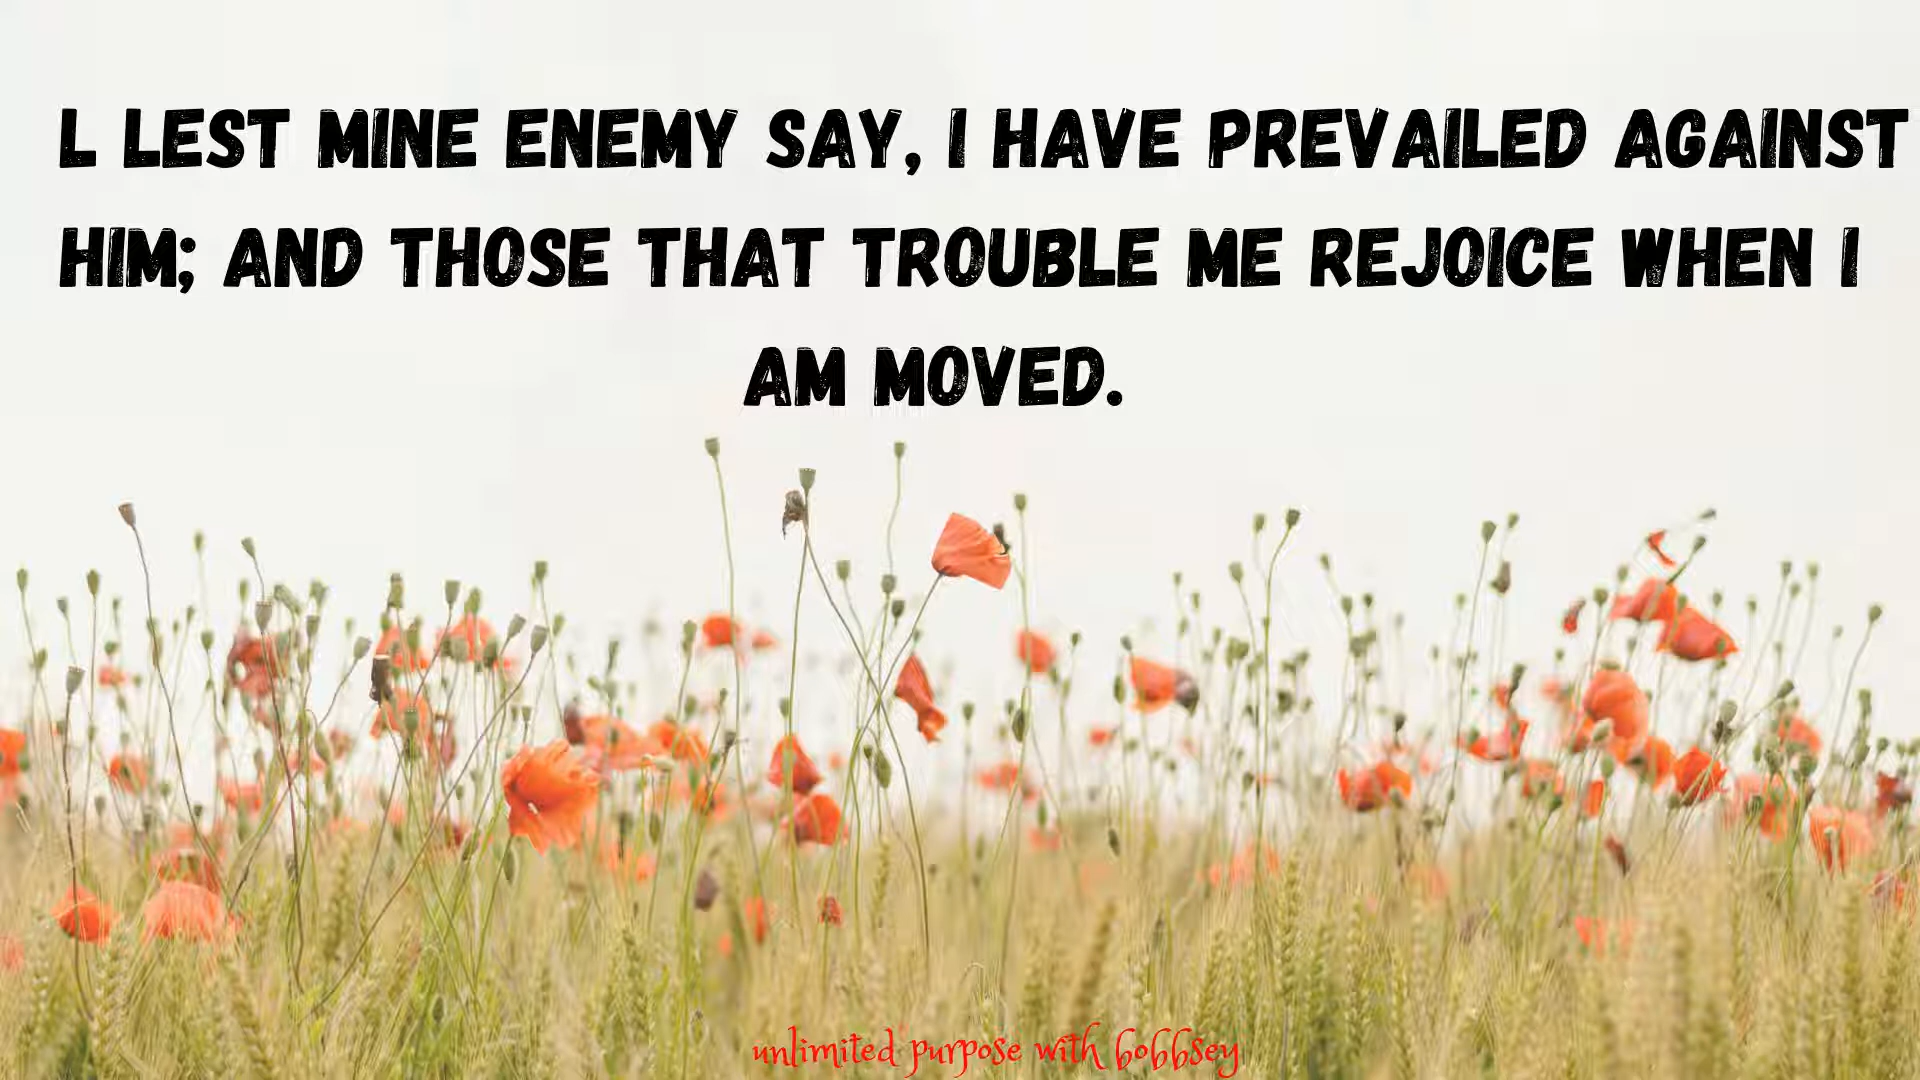 L LEST MINE ENEMY SAY, I HAVE PREVAILED AGAINST
HIM; AND THOSE THAT TROUBLE ME REJOICE WHEN I
AM MOVED.
unlimited purpose with bobbsey